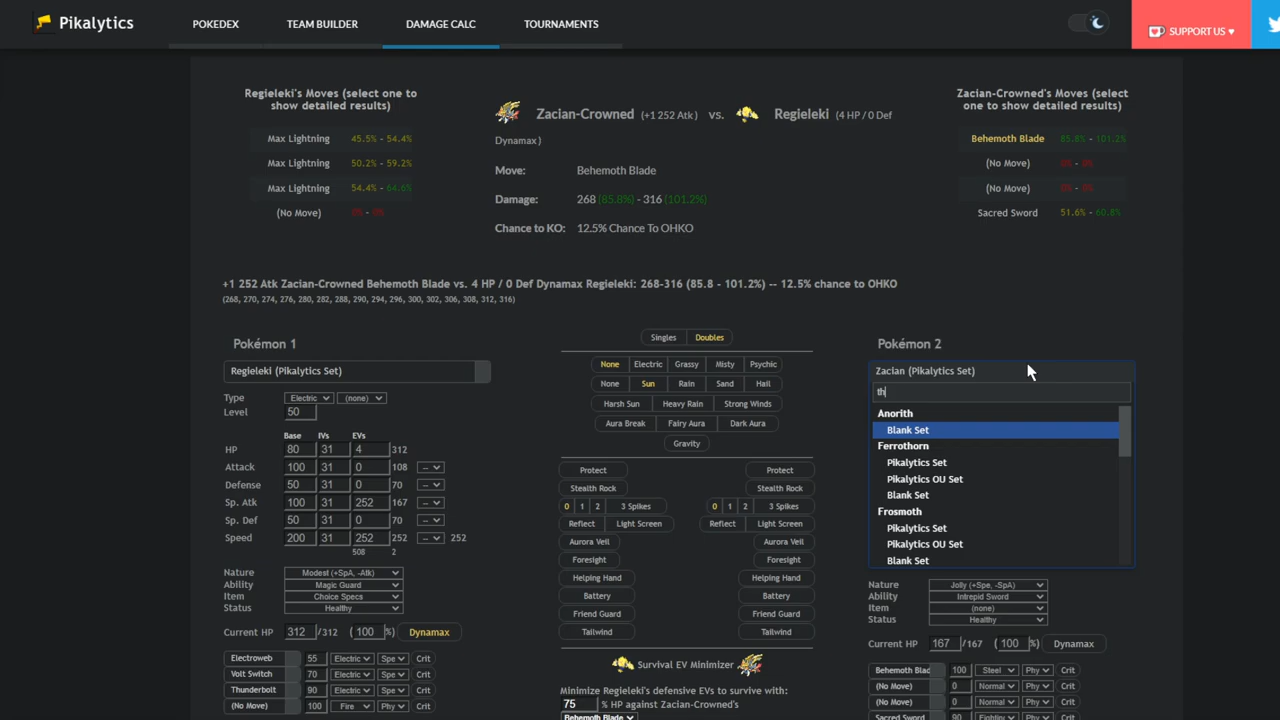 Pikalytics
POKEDEX
TEAM BUILDER
DAMAGE CALC
TOURNAMENTS
SUPPORT US ♥
Regieleki's Moves (select one to
show detailed results)
Max Lightning 45.5% - 54.4%
Max Lightning 50.2% - 59.2%
Max Lightning 54.4% - 64.6%
(No Move) 0% - 0%
Zacian-Crowned (+1 252 Atk) vs. Regieleki (4 HP / 0 Def
Dynamax )
Move: Behemoth Blade
Damage: 268 (85.8%) - 316 (101.2%)
Chance to KO: 12.5% Chance To OHKO
Zacian-Crowned's Moves (select
one to show detailed results)
Behemoth Blade 85.8% - 101.2%
(No Move) 0% - 0%
(No Move) 0% - 0%
Sacred Sword 51.6% - 60.8%
+1 252 Atk Zacian-Crowned Behemoth Blade vs. 4 HP / 0 Def Dynamax Regieleki: 268-316 (85.8 - 101.2%) -- 12.5% chance to OHKO
(268, 270, 274, 276, 280, 282, 288, 290, 294, 296, 300, 302, 306, 308, 312, 316)
Pokémon 1
Regieleki (Pikalytics Set)
Type Electric (none)
Level 50
Base IVs EVs
HP 80 31 4 312
Attack 100 31 0 108 --
Defense 50 31 0 70 --
Sp. Atk 100 31 252 167 --
Sp. Def 50 31 0 70 --
Speed 200 31 252 252 -- 252
508 2
Nature Modest (+SpA, -Atk)
Ability Magic Guard
Item Choice Specs
Status Healthy
Current HP 312 /312 ( 100 %) Dynamax
Electroweb 55 Electric Spe Crit
Volt Switch 70 Electric Spe Crit
Thunderbolt 90 Electric Spe Crit
(No Move) 100 Fire Phy Crit
Singles Doubles
None Electric Grassy Misty Psychic
None Sun Rain Sand Hail
Harsh Sun Heavy Rain Strong Winds
Aura Break Fairy Aura Dark Aura
Gravity
Protect Protect
Stealth Rock Stealth Rock
0 1 2 3 Spikes 0 1 2 3 Spikes
Reflect Light Screen Reflect Light Screen
Aurora Veil Aurora Veil
Foresight Foresight
Helping Hand Helping Hand
Battery Battery
Friend Guard Friend Guard
Tailwind Tailwind
Survival EV Minimizer
Minimize Regieleki's defensive EVs to survive with:
75 % HP against Zacian-Crowned's
Behemoth Blade
Pokémon 2
Zacian (Pikalytics Set)
th
Anorith
Blank Set
Ferrothorn
Pikalytics Set
Pikalytics OU Set
Blank Set
Frosmoth
Pikalytics Set
Pikalytics OU Set
Blank Set
Nature Jolly (+Spe, -SpA)
Ability Intrepid Sword
Item (none)
Status Healthy
Current HP 167 /167 ( 100 %) Dynamax
Behemoth Blad 100 Steel Phy Crit
(No Move) 0 Normal Phy Crit
(No Move) 0 Normal Phy Crit
Sacred Sword 90 Fighting Phy Crit